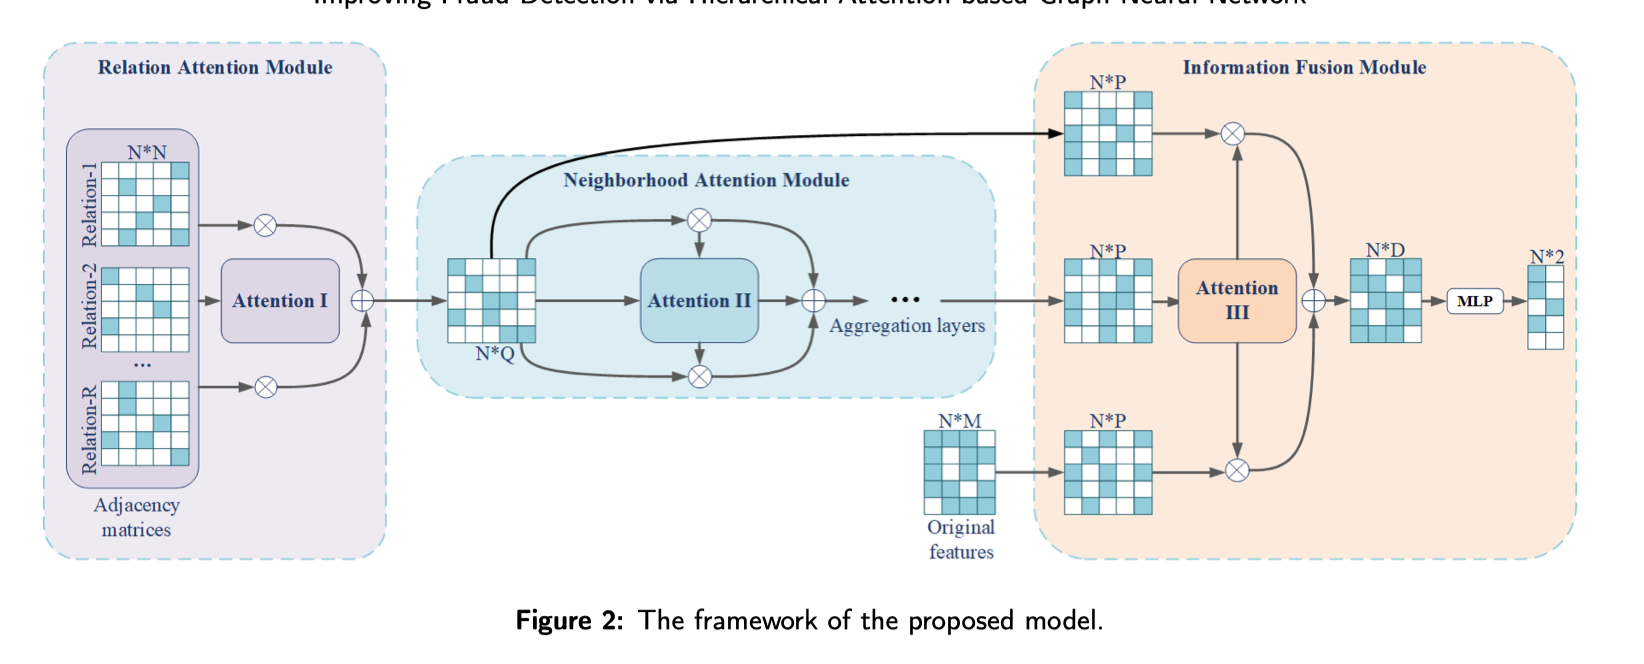 Improving Fraud Detection via Hierarchical Attention-based Graph Neural Network
Relation Attention Module
N*N
Relation-1
Relation-2
...
Relation-R
Adjacency
matrices
Attention I
Neighborhood Attention Module
N*Q
Attention II
...
Aggregation layers
N*M
Original
features
Information Fusion Module
N*P
N*P
N*P
Attention
III
N*D
MLP
N*2
Figure 2: The framework of the proposed model.